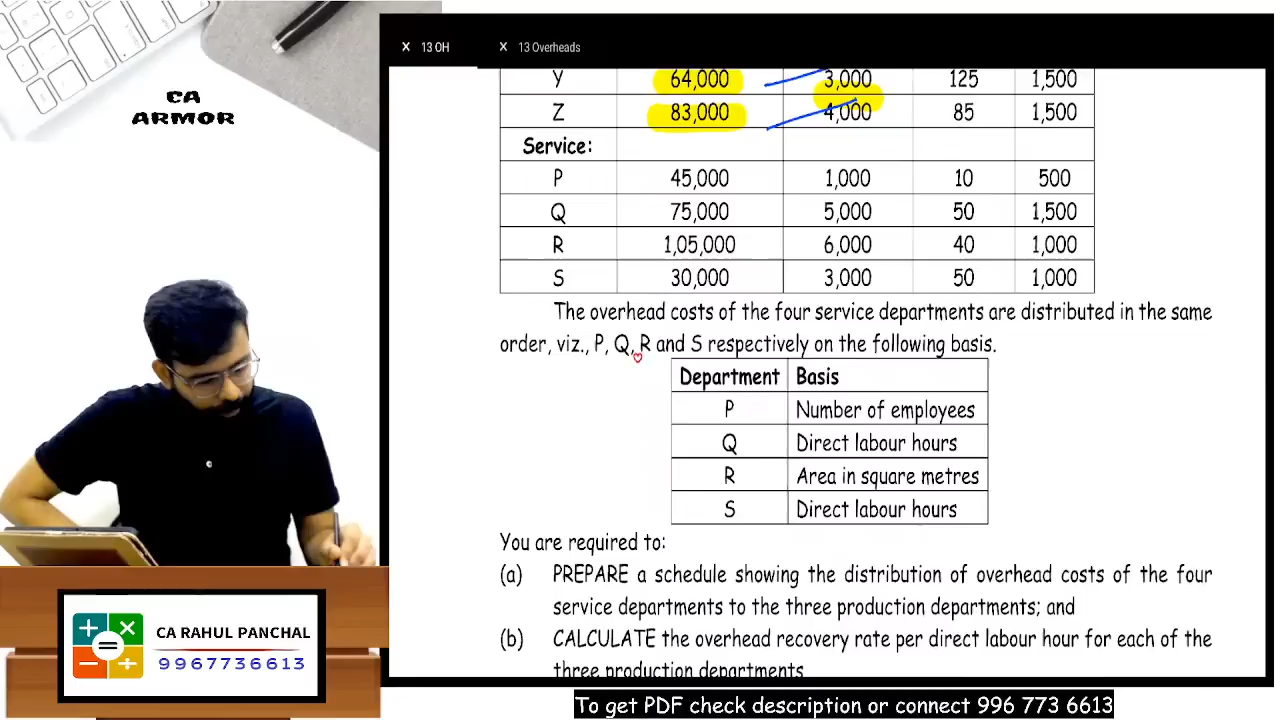 CA
ARMOR
× 13 OH × 13 Overheads
Y 64,000 3,000 125 1,500
Z 83,000 4,000 85 1,500
Service:
P 45,000 1,000 10 500
Q 75,000 5,000 50 1,500
R 1,05,000 6,000 40 1,000
S 30,000 3,000 50 1,000
The overhead costs of the four service departments are distributed in the same
order, viz., P, Q, R and S respectively on the following basis.
Department Basis
P Number of employees
Q Direct labour hours
R Area in square metres
S Direct labour hours
You are required to:
(a) PREPARE a schedule showing the distribution of overhead costs of the four
service departments to the three production departments; and
(b) CALCULATE the overhead recovery rate per direct labour hour for each of the
three production departments
CA RAHUL PANCHAL
9967736613
To get PDF check description or connect 996 773 6613